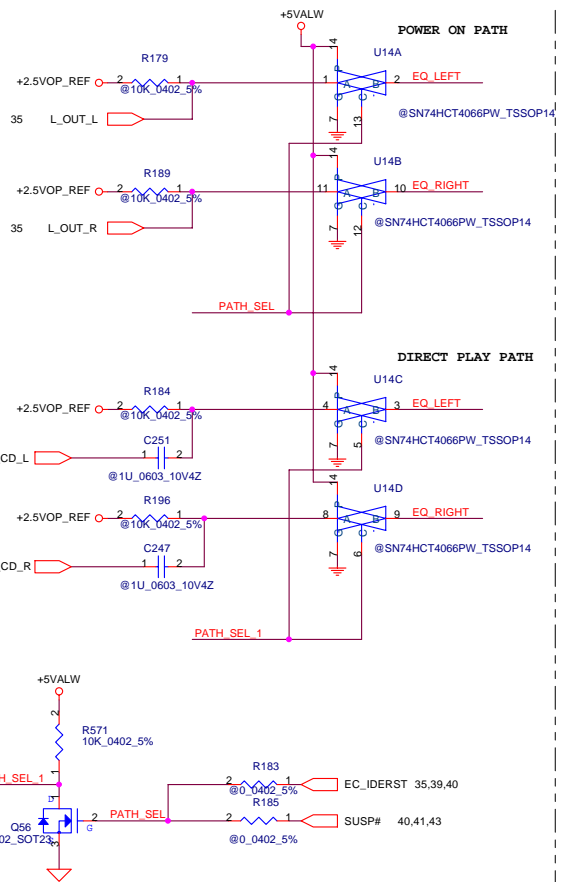 +5VALW
POWER ON PATH
14
U14A
R179
+2.5VOP_REF 2 1 1 A B 2 EQ_LEFT
@10K_0402_5%
@SN74HCT4066PW_TSSOP14
35 L_OUT_L
7 13
14
U14B
R189
+2.5VOP_REF 2 1 11 A B 10 EQ_RIGHT
@10K_0402_5%
@SN74HCT4066PW_TSSOP14
35 L_OUT_R
7 12
PATH_SEL
DIRECT PLAY PATH
14
U14C
R184
+2.5VOP_REF 2 1 4 A B 3 EQ_LEFT
@10K_0402_5%
@SN74HCT4066PW_TSSOP14
C251
7 5
CD_L 1 2
@1U_0603_10V4Z
14
U14D
R196
+2.5VOP_REF 2 1 8 A B 9 EQ_RIGHT
@10K_0402_5%
@SN74HCT4066PW_TSSOP14
C247
7 6
CD_R 1 2
@1U_0603_10V4Z
PATH_SEL_1
+5VALW
2
R571
10K_0402_5%
1
H_SEL_1
R183
2 1 EC_IDERST 35,39,40
@0_0402_5%
D 1
R185
Q56 G 2 PATH_SEL 2 1 SUSP# 40,41,43
02_SOT23
3
@0_0402_5%